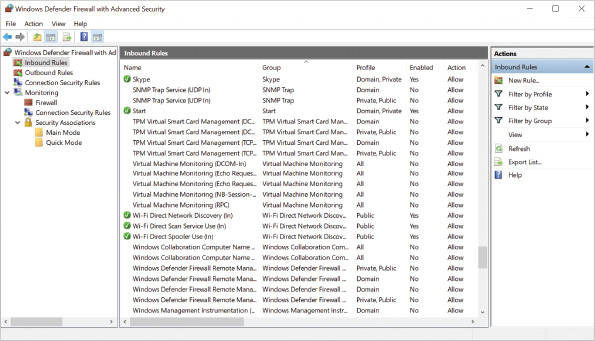 Windows Defender Firewall with Advanced Security
File Action View Help
Windows Defender Firewall with Ad
Inbound Rules
Outbound Rules
Connection Security Rules
Monitoring
Firewall
Connection Security Rules
Security Associations
Main Mode
Quick Mode
Inbound Rules
Name Group Profile Enabled Action
Skype Skype Domain, Private Yes Allow
SNMP Trap Service (UDP In) SNMP Trap Domain No Allow
SNMP Trap Service (UDP In) SNMP Trap Private, Public No Allow
Start Start Domain, Private Yes Allow
TPM Virtual Smart Card Management (DC... TPM Virtual Smart Card Man... Domain No Allow
TPM Virtual Smart Card Management (DC... TPM Virtual Smart Card Man... Private, Public No Allow
TPM Virtual Smart Card Management (TCP... TPM Virtual Smart Card Man... Domain No Allow
TPM Virtual Smart Card Management (TCP... TPM Virtual Smart Card Man... Private, Public No Allow
Virtual Machine Monitoring (DCOM-In) Virtual Machine Monitoring All No Allow
Virtual Machine Monitoring (Echo Reques... Virtual Machine Monitoring All No Allow
Virtual Machine Monitoring (Echo Reques... Virtual Machine Monitoring All No Allow
Virtual Machine Monitoring (NB-Session-... Virtual Machine Monitoring All No Allow
Virtual Machine Monitoring (RPC) Virtual Machine Monitoring All No Allow
Wi-Fi Direct Network Discovery (In) Wi-Fi Direct Network Discov... Public Yes Allow
Wi-Fi Direct Scan Service Use (In) Wi-Fi Direct Network Discov... Public Yes Allow
Wi-Fi Direct Spooler Use (In) Wi-Fi Direct Network Discov... Public Yes Allow
Windows Collaboration Computer Name ... Windows Collaboration Com... All No Allow
Windows Collaboration Computer Name ... Windows Collaboration Com... All No Allow
Windows Defender Firewall Remote Mana... Windows Defender Firewall ... Private, Public No Allow
Windows Defender Firewall Remote Mana... Windows Defender Firewall ... Domain No Allow
Windows Defender Firewall Remote Mana... Windows Defender Firewall ... Domain No Allow
Windows Defender Firewall Remote Mana... Windows Defender Firewall ... Private, Public No Allow
Windows Management Instrumentation (... Windows Management Instr... Domain No Allow
Actions
Inbound Rules
New Rule...
Filter by Profile
Filter by State
Filter by Group
View
Refresh
Export List...
Help